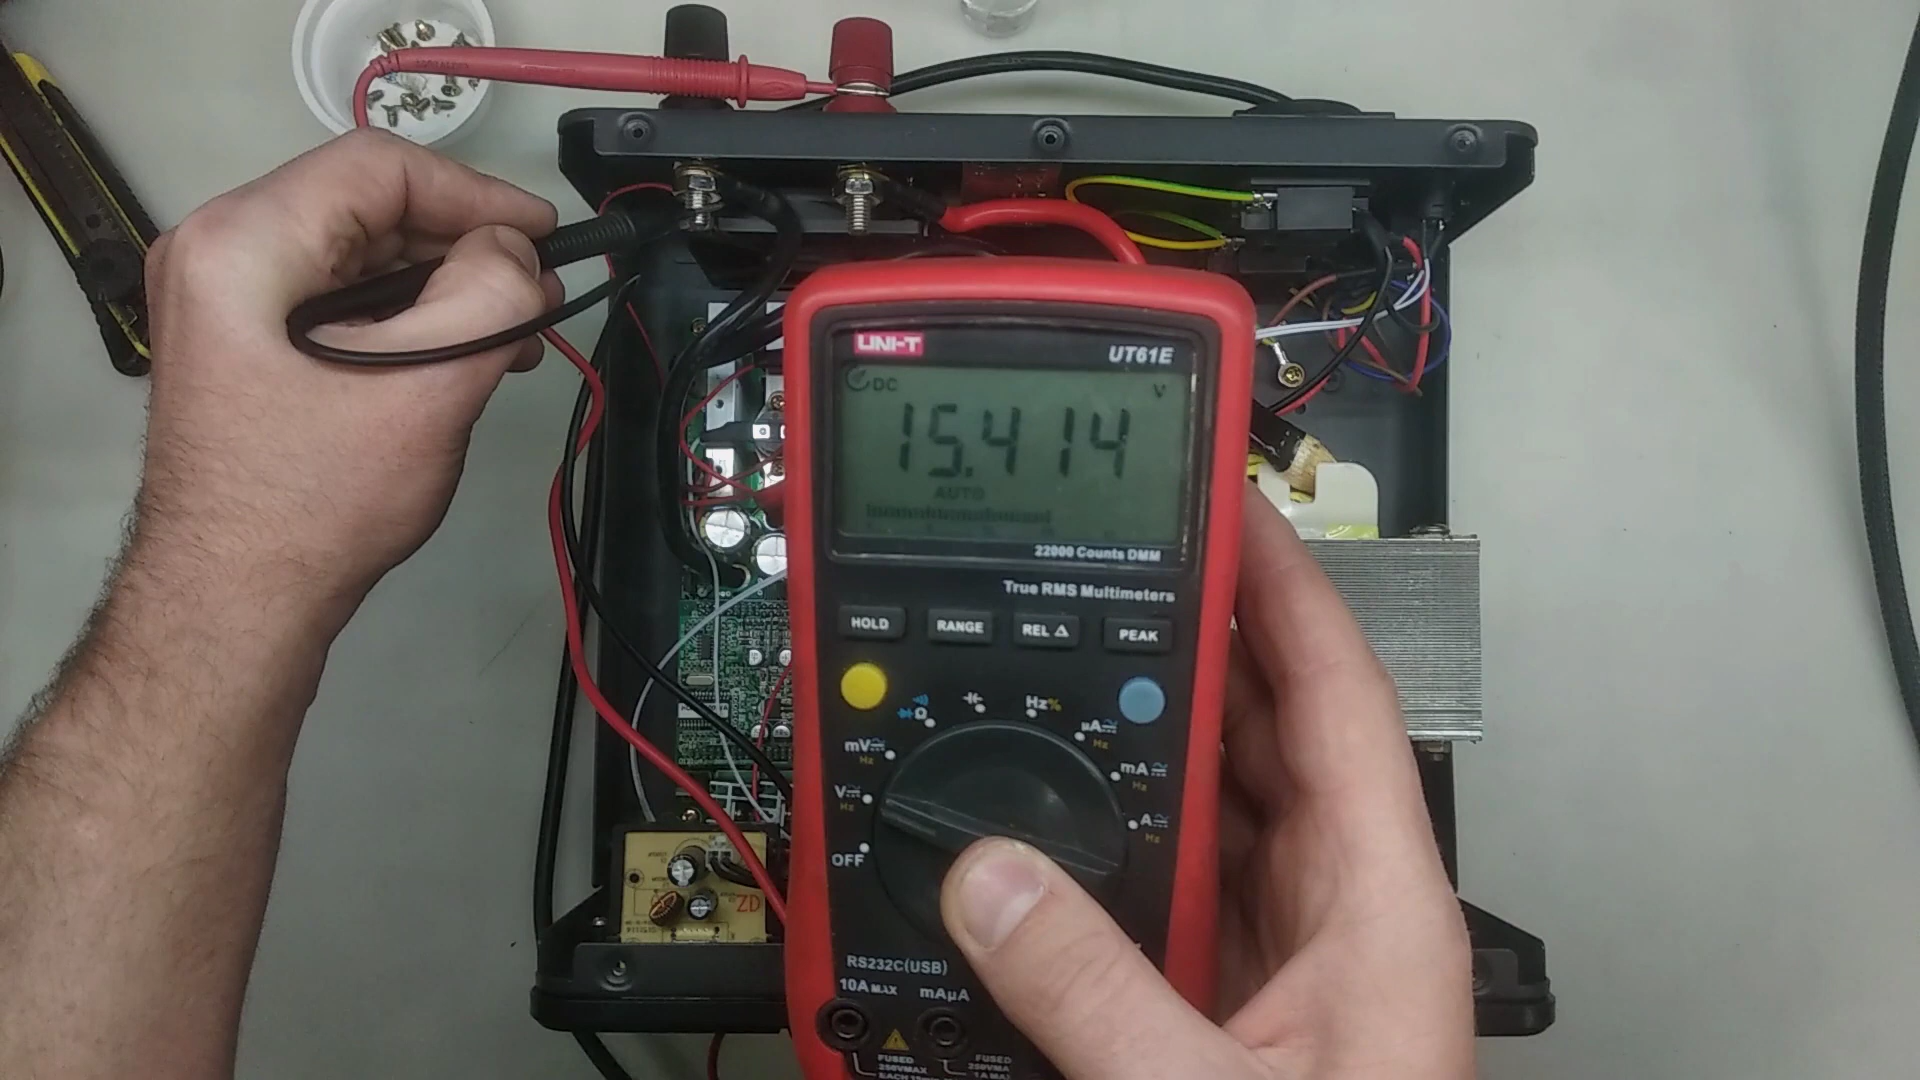 UNI-T
UT61E
DC
V
15.414
AUTO
22000 Counts DMM
True RMS Multimeters
HOLD
RANGE
REL Δ
PEAK
Hz%
Ω
µA
Hz
mV
Hz
mA
Hz
V
Hz
A
Hz
OFF
ZD
RS232C(USB)
10A MAX
mAµA
FUSED
250VMAX
FUSED